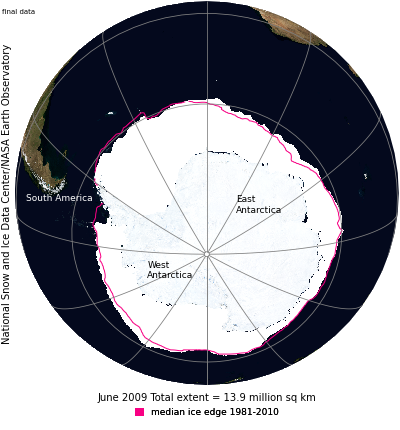 final data
National Snow and Ice Data Center/NASA Earth Observatory
South America
East
Antarctica
West
Antarctica
June 2009 Total extent = 13.9 million sq km
median ice edge 1981-2010